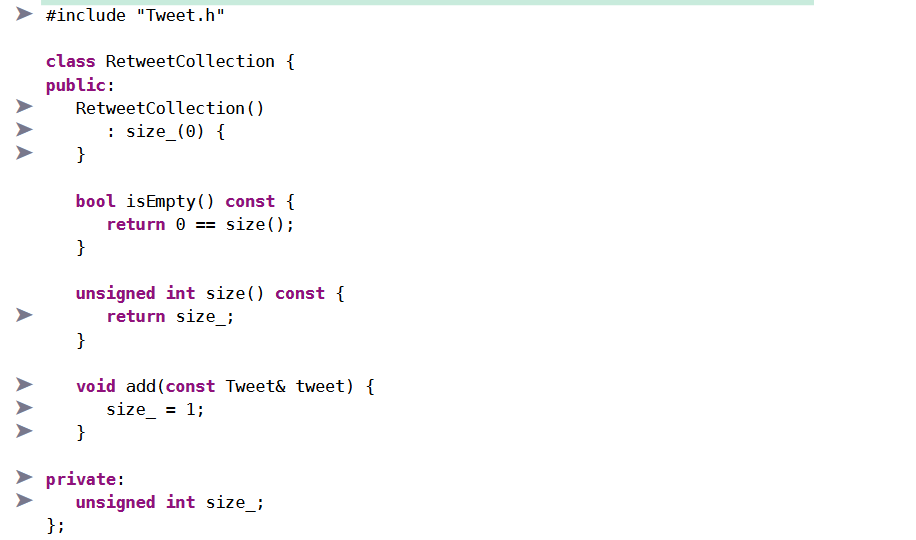 #include "Tweet.h"
class RetweetCollection {
public:
RetweetCollection()
: size_(0) {
}
bool isEmpty() const {
return 0 == size();
}
unsigned int size() const {
return size_;
}
void add(const Tweet& tweet) {
size_ = 1;
}
private:
unsigned int size_;
};